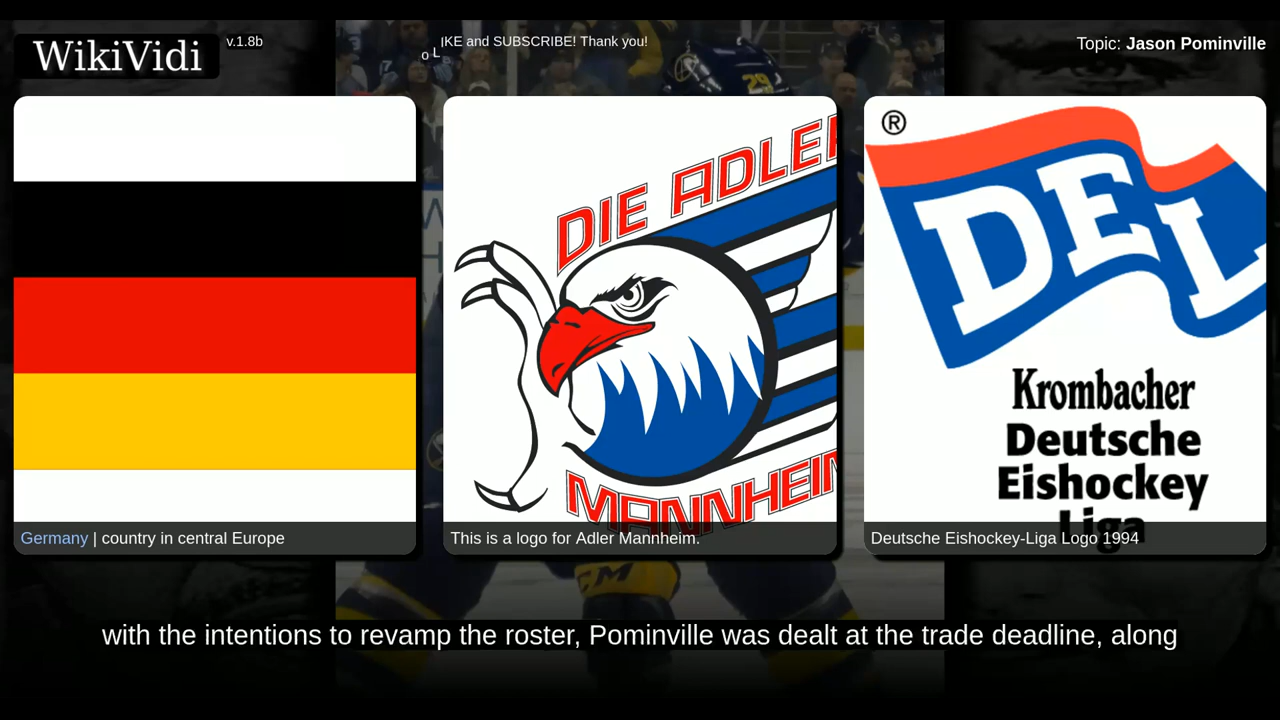 WikiVidi
v.1.8b
o L
IKE and SUBSCRIBE! Thank you!
Topic: Jason Pominville
29
DIE ADLER
MANNHEIM
®
DEL
Krombacher
Deutsche
Eishockey
Liga
Germany | country in central Europe
This is a logo for Adler Mannheim.
Deutsche Eishockey-Liga Logo 1994
CCM
with the intentions to revamp the roster, Pominville was dealt at the trade deadline, along